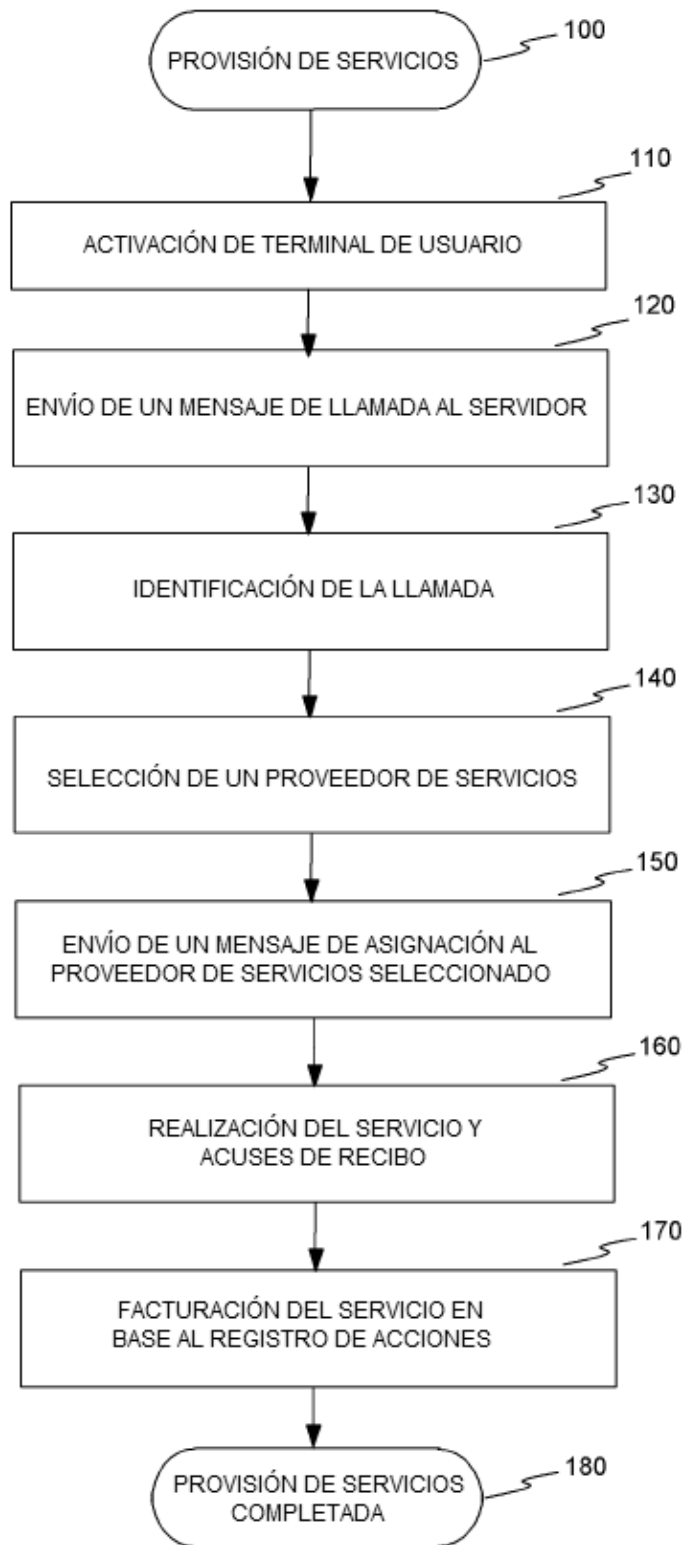 100
PROVISIÓN DE SERVICIOS
110
ACTIVACIÓN DE TERMINAL DE USUARIO
120
ENVÍO DE UN MENSAJE DE LLAMADA AL SERVIDOR
130
IDENTIFICACIÓN DE LA LLAMADA
140
SELECCIÓN DE UN PROVEEDOR DE SERVICIOS
150
ENVÍO DE UN MENSAJE DE ASIGNACIÓN AL
PROVEEDOR DE SERVICIOS SELECCIONADO
160
REALIZACIÓN DEL SERVICIO Y
ACUSES DE RECIBO
170
FACTURACIÓN DEL SERVICIO EN
BASE AL REGISTRO DE ACCIONES
180
PROVISIÓN DE SERVICIOS
COMPLETADA